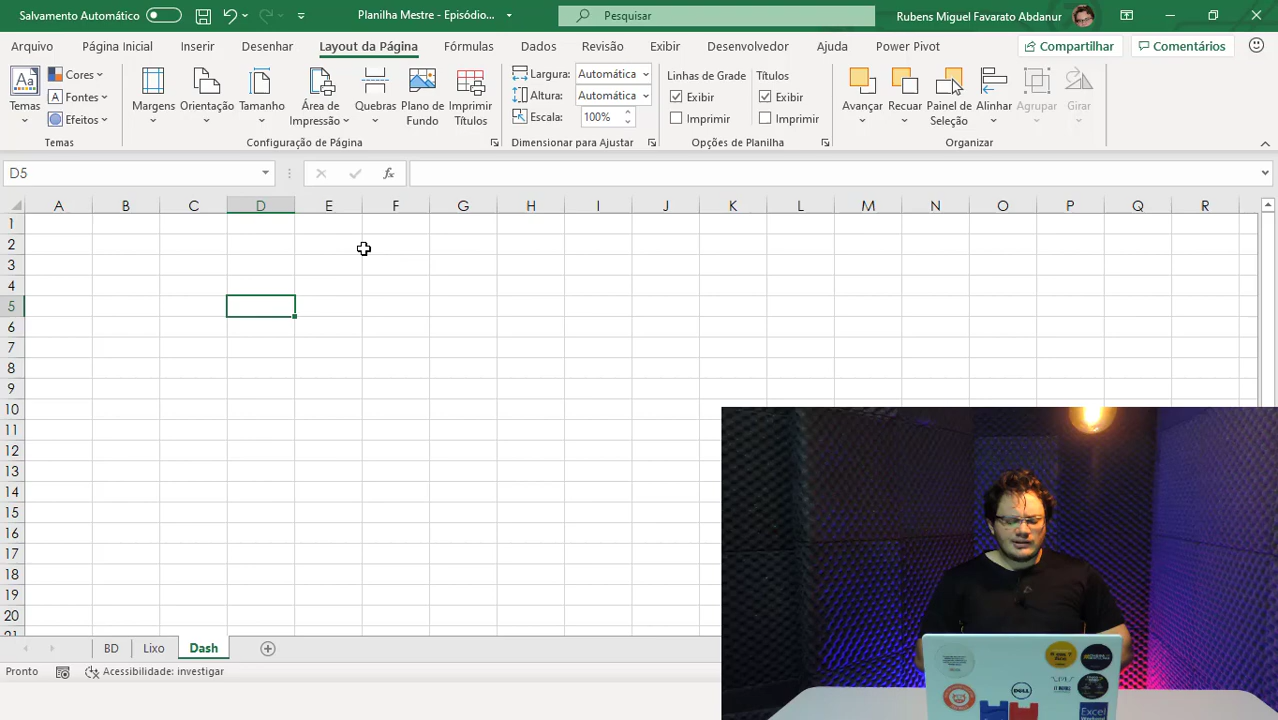 Salvamento Automático
Planilha Mestre - Episódio...
Pesquisar
Rubens Miguel Favarato Abdanur
Arquivo Página Inicial Inserir Desenhar Layout da Página Fórmulas Dados Revisão Exibir Desenvolvedor Ajuda Power Pivot Compartilhar Comentários
Temas
Cores
Fontes
Efeitos
Temas
Margens Orientação Tamanho Área de Impressão Quebras Plano de Fundo Imprimir Títulos
Configuração de Página
Largura: Automática
Altura: Automática
Escala: 100%
Dimensionar para Ajustar
Linhas de Grade Títulos
Exibir Exibir
Imprimir Imprimir
Opções de Planilha
Avançar Recuar Painel de Seleção Alinhar Agrupar Girar
Organizar
D5
fx
A B C D E F G H I J K L M N O P Q R
1
2
3
4
5
6
7
8
9
10
11
12
13
14
15
16
17
18
19
20
21
BD Lixo Dash
Pronto
Acessibilidade: investigar
DELL
Excel